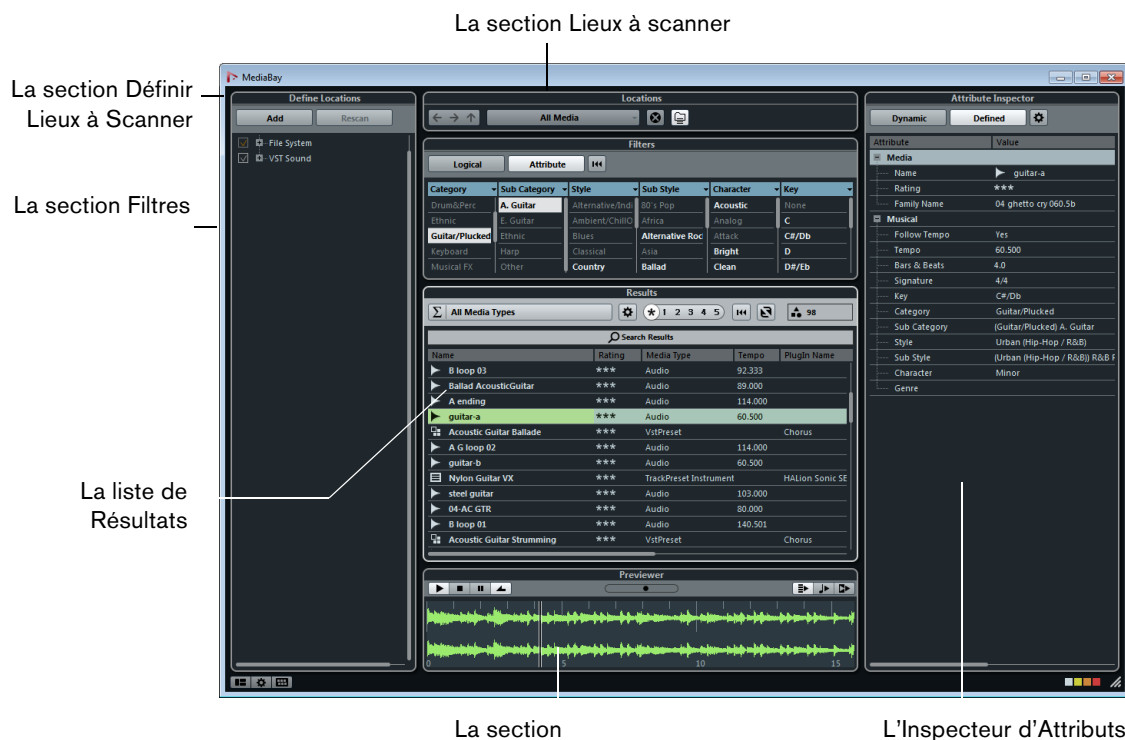 La section Lieux à scanner
La section Définir
Lieux à Scanner
La section Filtres
La liste de
Résultats
La section
L'Inspecteur d'Attributs
MediaBay
Define Locations
Add Rescan
File System
VST Sound
Locations
All Media
Filters
Logical Attribute
Category Sub Category Style Sub Style Character Key
Drum&Perc A. Guitar Alternative/Indi 80's Pop Acoustic None
Ethnic E. Guitar Ambient/ChillO Africa Analog C
Guitar/Plucked Ethnic Blues Alternative Roc Attack C#/Db
Keyboard Harp Classical Asia Bright D
Musical FX Other Country Ballad Clean D#/Eb
Results
All Media Types 1 2 3 4 5 98
Search Results
Name Rating Media Type Tempo PlugIn Name
B loop 03 *** Audio 92.333
Ballad AcousticGuitar *** Audio 89.000
A ending *** Audio 114.000
guitar-a *** Audio 60.500
Acoustic Guitar Ballade *** VstPreset Chorus
A G loop 02 *** Audio 114.000
guitar-b *** Audio 60.500
Nylon Guitar VX *** TrackPreset Instrument HALion Sonic SE
steel guitar *** Audio 103.000
04-AC GTR *** Audio 80.000
B loop 01 *** Audio 140.501
Acoustic Guitar Strumming *** VstPreset Chorus
Previewer
0 5 10 15
Attribute Inspector
Dynamic Defined
Attribute Value
Media
Name guitar-a
Rating ***
Family Name 04 ghetto cry 060.5b
Musical
Follow Tempo Yes
Tempo 60.500
Bars & Beats 4.0
Signature 4/4
Key C#/Db
Category Guitar/Plucked
Sub Category (Guitar/Plucked) A. Guitar
Style Urban (Hip-Hop / R&B)
Sub Style (Urban (Hip-Hop / R&B)) R&B
Character Minor
Genre